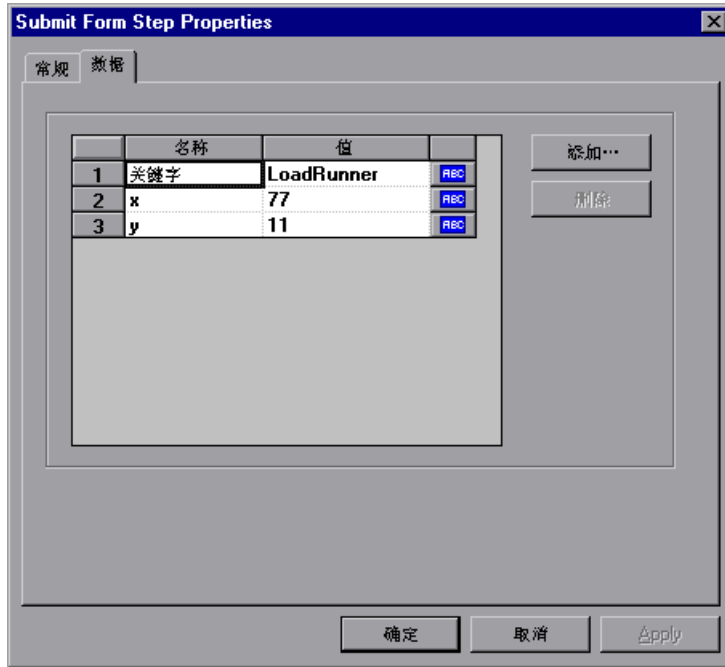 Submit Form Step Properties
常规 数据
名称 值
添加…
1 关键字 LoadRunner ABC
删除
2 x 77 ABC
3 y 11 ABC
确定 取消 Apply